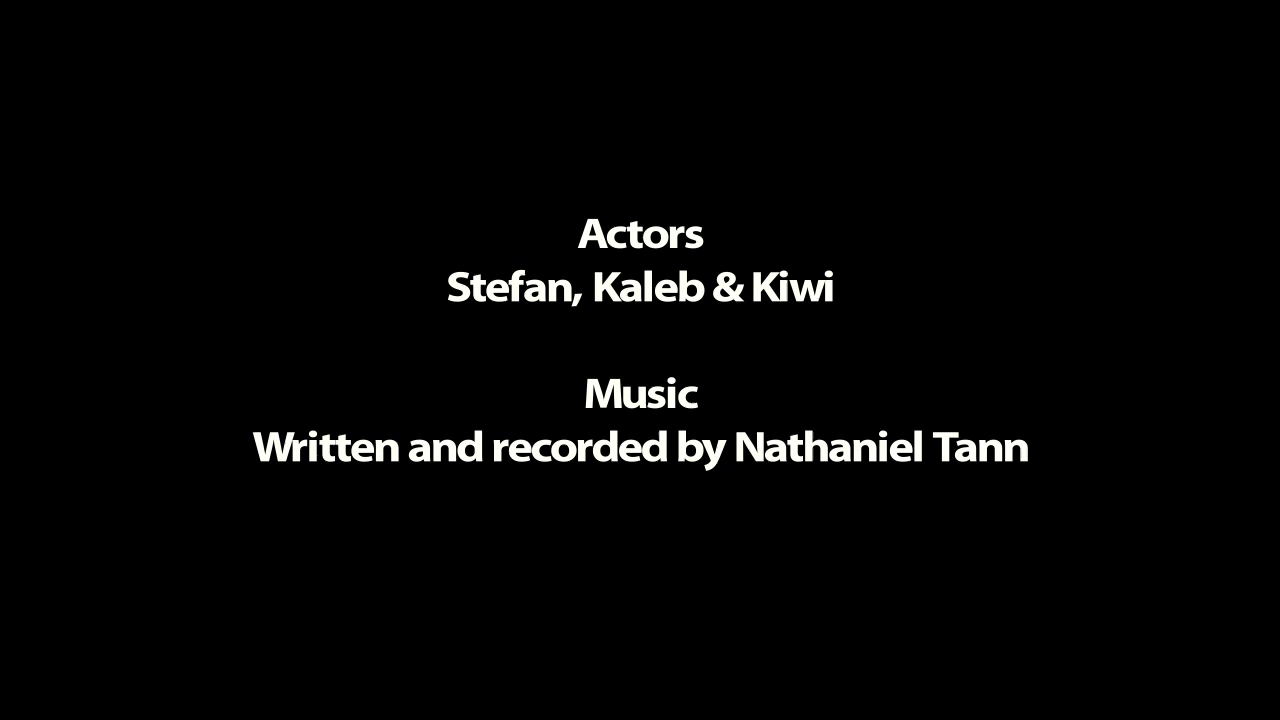 Actors
Stefan, Kaleb & Kiwi
Music
Written and recorded by Nathaniel Tann